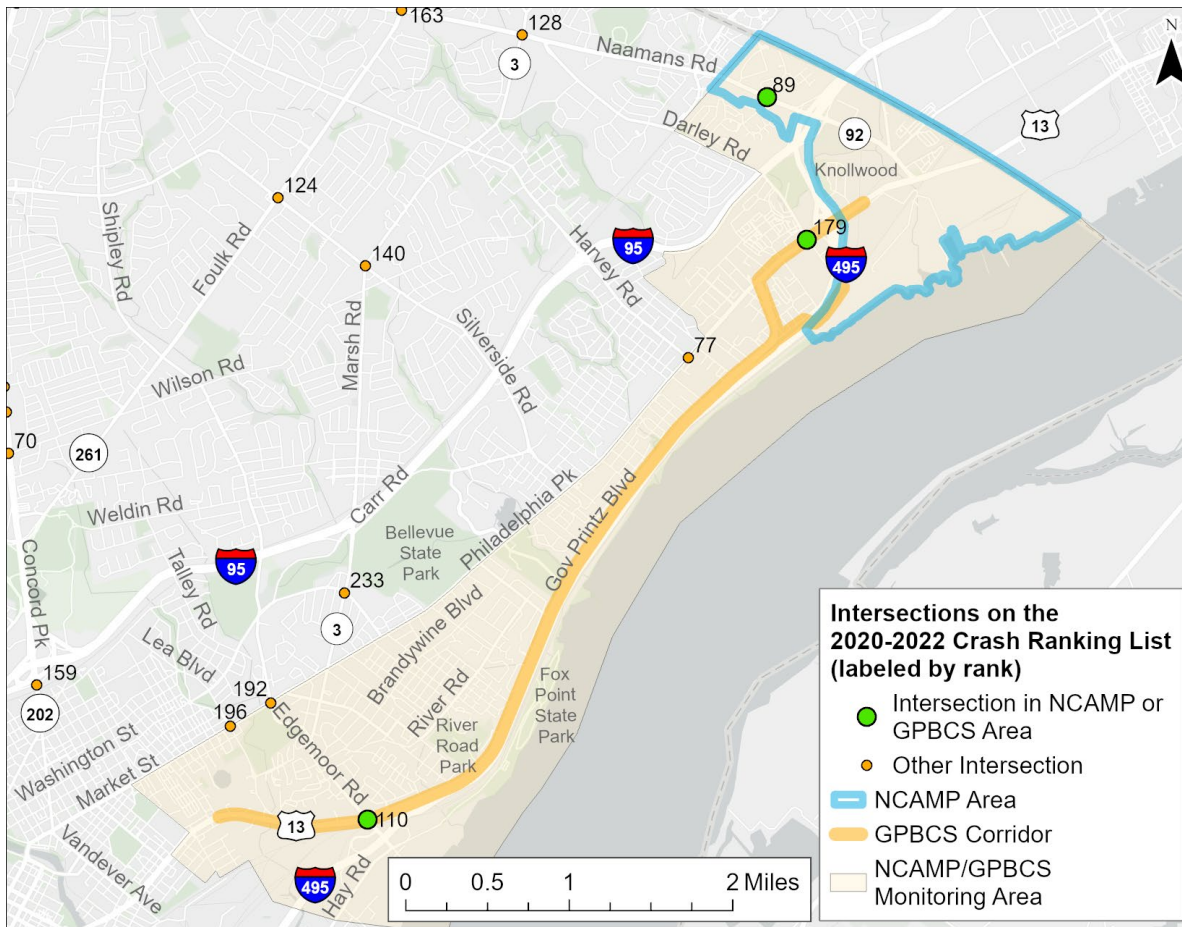 163
128
3
Naamans Rd
89
N
13
Darley Rd
92
Knollwood
124
Shipley Rd
Foulk Rd
140
95
Harvey Rd
179
495
Marsh Rd
Silverside Rd
77
Wilson Rd
70
261
Weldin Rd
Carr Rd
Philadelphia Pk
Gov Printz Blvd
Bellevue
State
Park
95
Concord Pk
Talley Rd
233
3
Lea Blvd
Brandywine Blvd
159
202
192
196
Edgemoor Rd
River Rd
Fox
Point
State
Park
River
Road
Park
Washington St
Market St
13
110
Vandever Ave
495
Hay Rd
0 0.5 1 2 Miles
Intersections on the
2020-2022 Crash Ranking List
(labeled by rank)
Intersection in NCAMP or
GPBCS Area
Other Intersection
NCAMP Area
GPBCS Corridor
NCAMP/GPBCS
Monitoring Area